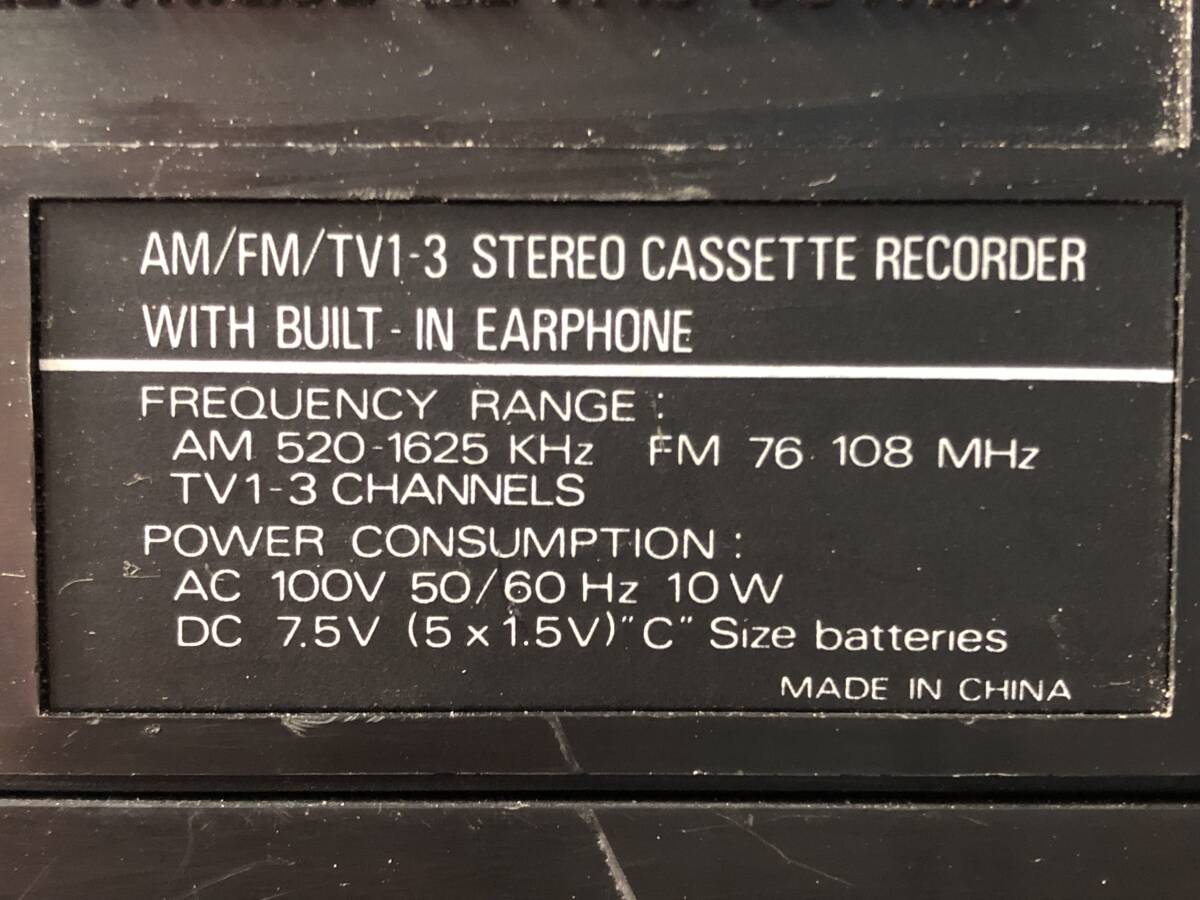 AM/FM/TV1-3 STEREO CASSETTE RECORDER
WITH BUILT-IN EARPHONE
FREQUENCY RANGE :
AM 520-1625 KHz FM 76-108 MHz
TV1-3 CHANNELS
POWER CONSUMPTION :
AC 100V 50/60 Hz 10W
DC 7.5V (5 x 1.5V) "C" Size batteries
MADE IN CHINA